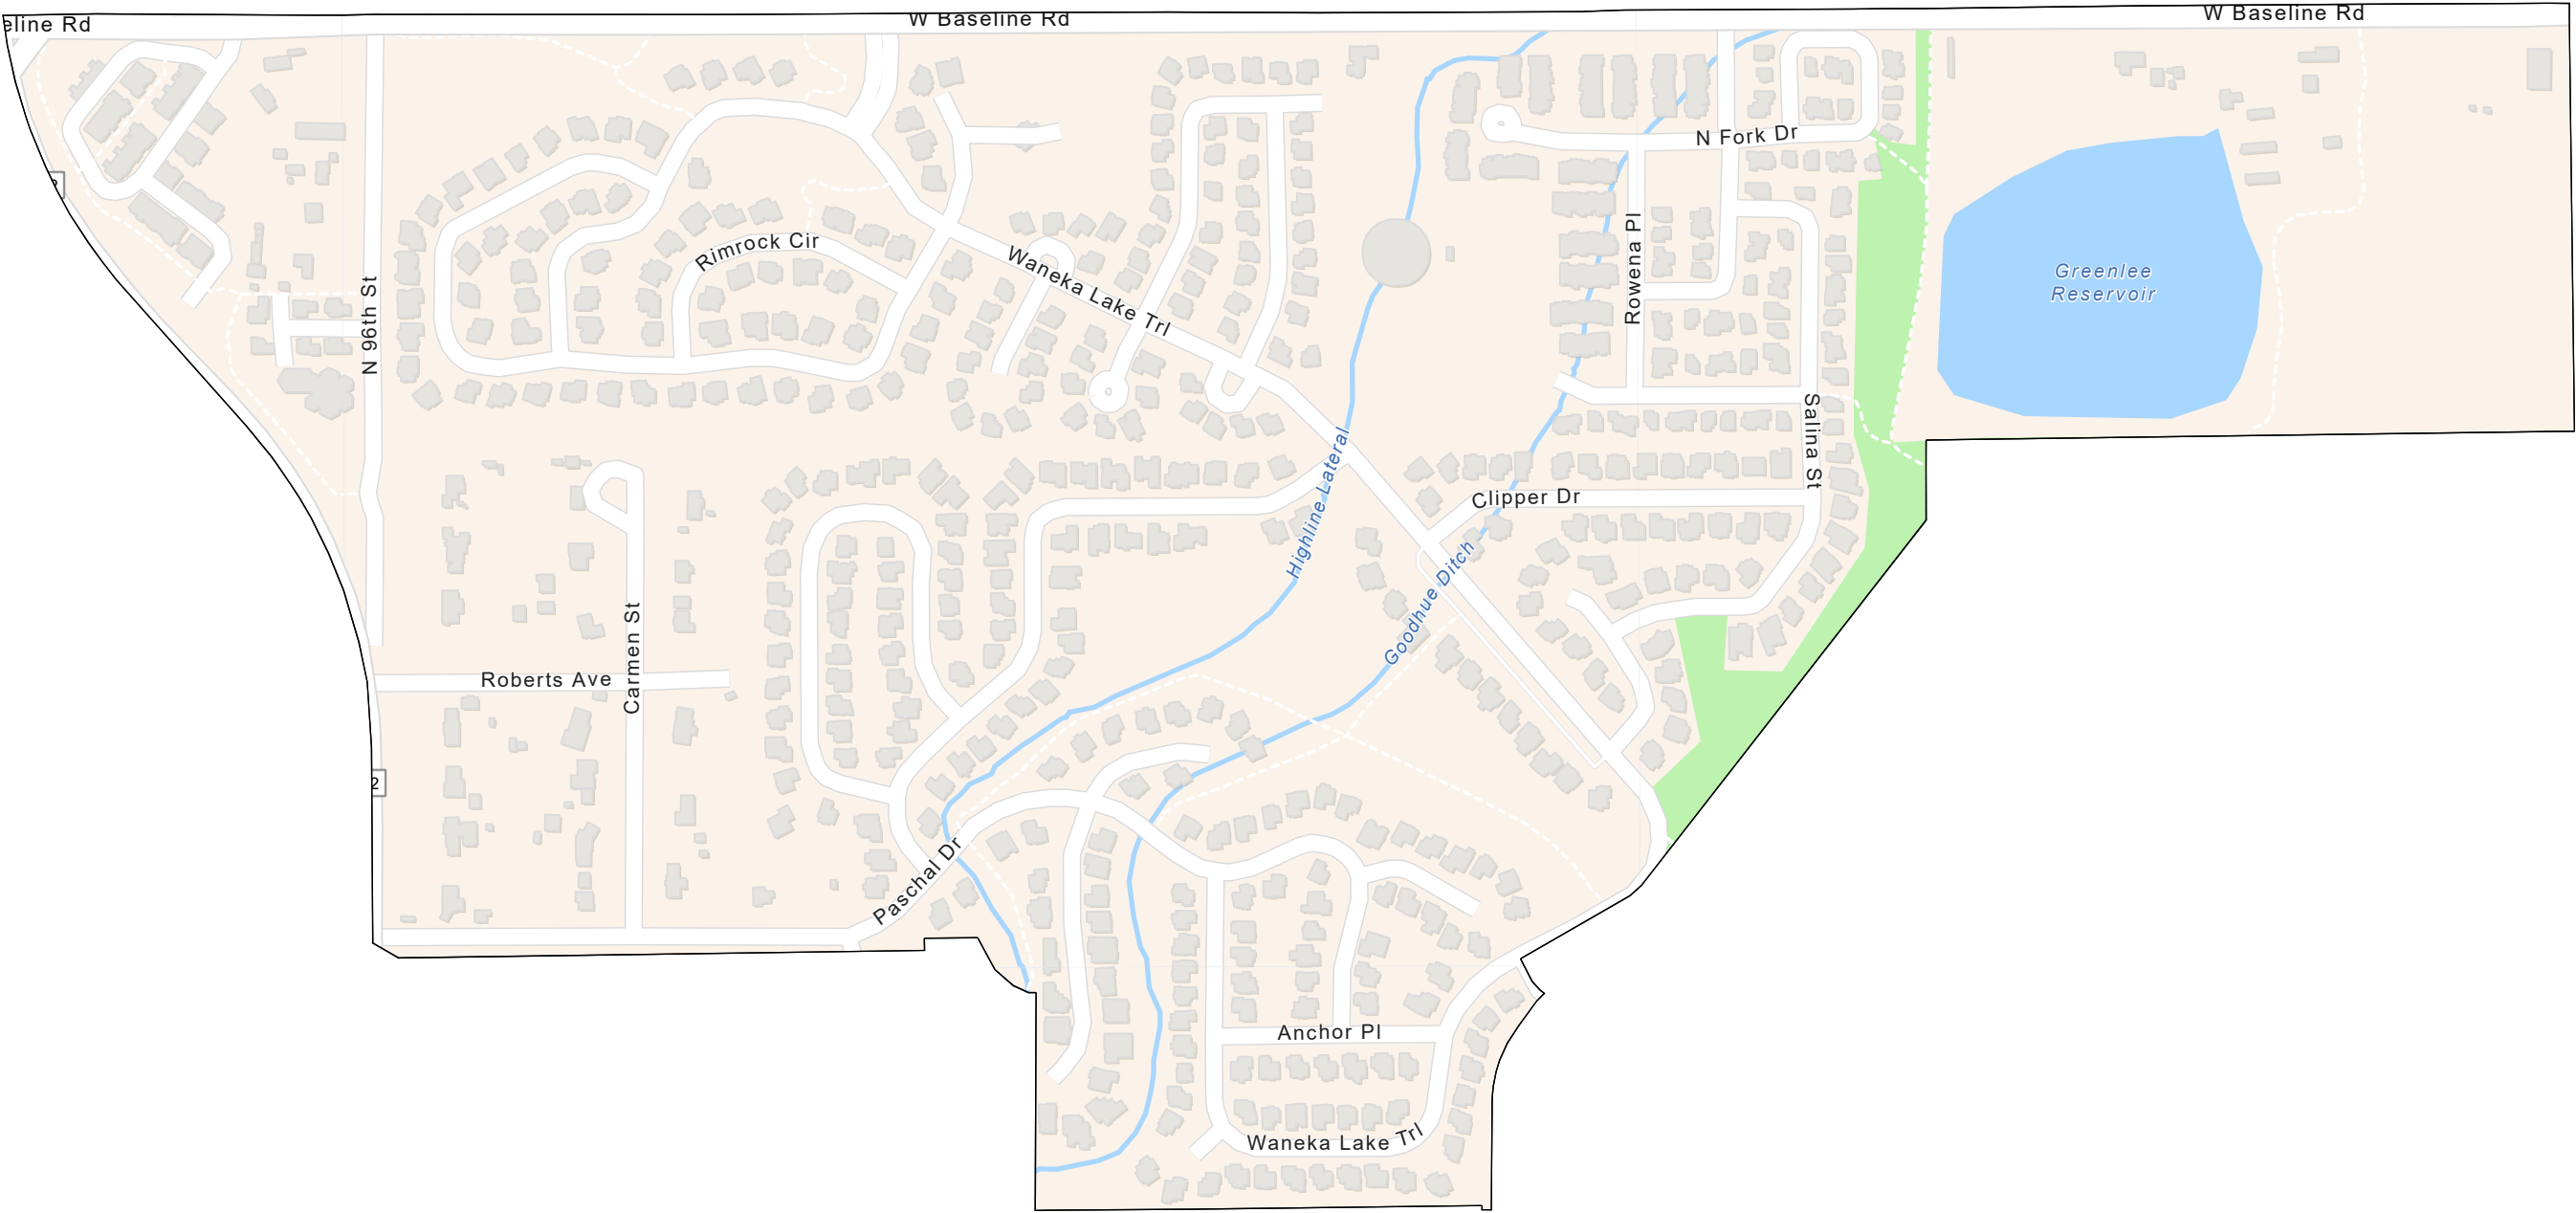 eline Rd
W Baseline Rd
W Baseline Rd
N Fork Dr
Rimrock Cir
Waneka Lake Trl
Rowena Pl
N 96th St
Greenlee
Reservoir
Salina St
Highline Lateral
Clipper Dr
Goodhue Ditch
Carmen St
Roberts Ave
2
Paschal Dr
Anchor Pl
Waneka Lake Trl